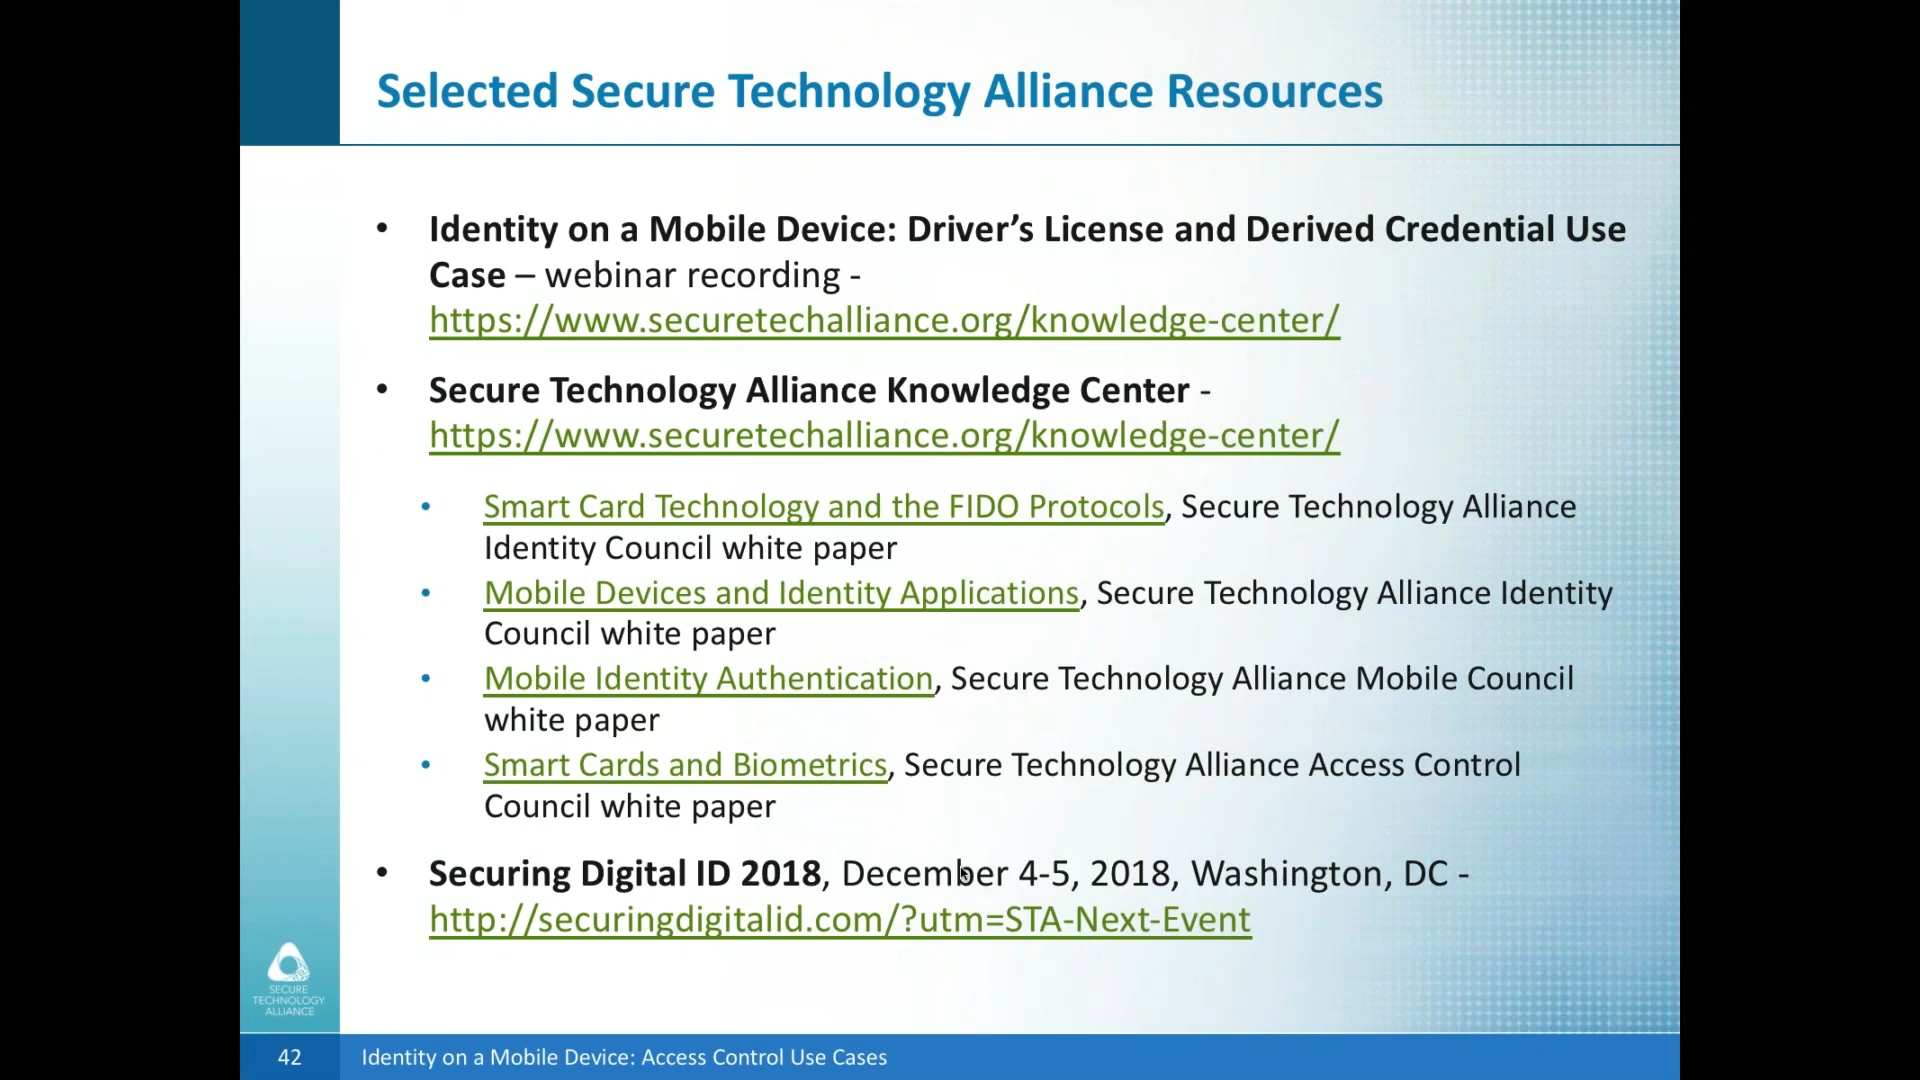 Selected Secure Technology Alliance Resources
• Identity on a Mobile Device: Driver’s License and Derived Credential Use
Case – webinar recording -
https://www.securetechalliance.org/knowledge-center/
• Secure Technology Alliance Knowledge Center -
https://www.securetechalliance.org/knowledge-center/
• Smart Card Technology and the FIDO Protocols, Secure Technology Alliance
Identity Council white paper
• Mobile Devices and Identity Applications, Secure Technology Alliance Identity
Council white paper
• Mobile Identity Authentication, Secure Technology Alliance Mobile Council
white paper
• Smart Cards and Biometrics, Secure Technology Alliance Access Control
Council white paper
• Securing Digital ID 2018, December 4-5, 2018, Washington, DC -
http://securingdigitalid.com/?utm=STA-Next-Event
SECURE
TECHNOLOGY
ALLIANCE
42 Identity on a Mobile Device: Access Control Use Cases